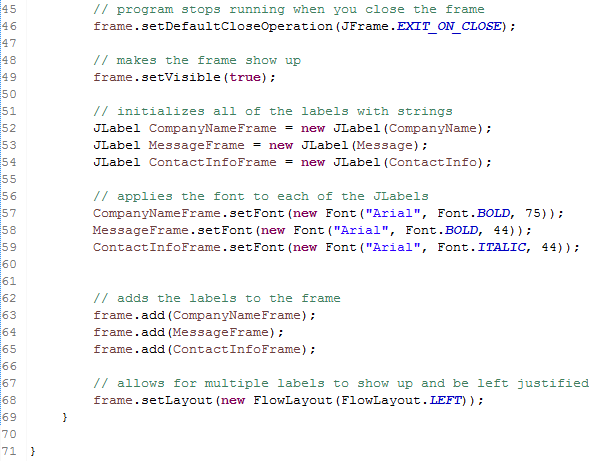 45 // program stops running when you close the frame
46 frame.setDefaultCloseOperation(JFrame.EXIT_ON_CLOSE);
47
48 // makes the frame show up
49 frame.setVisible(true);
50
51 // initializes all of the labels with strings
52 JLabel CompanyNameFrame = new JLabel(CompanyName);
53 JLabel MessageFrame = new JLabel(Message);
54 JLabel ContactInfoFrame = new JLabel(ContactInfo);
55
56 // applies the font to each of the JLabels
57 CompanyNameFrame.setFont(new Font("Arial", Font.BOLD, 75));
58 MessageFrame.setFont(new Font("Arial", Font.BOLD, 44));
59 ContactInfoFrame.setFont(new Font("Arial", Font.ITALIC, 44));
60
61
62 // adds the labels to the frame
63 frame.add(CompanyNameFrame);
64 frame.add(MessageFrame);
65 frame.add(ContactInfoFrame);
66
67 // allows for multiple labels to show up and be left justified
68 frame.setLayout(new FlowLayout(FlowLayout.LEFT));
69 }
70
71 }